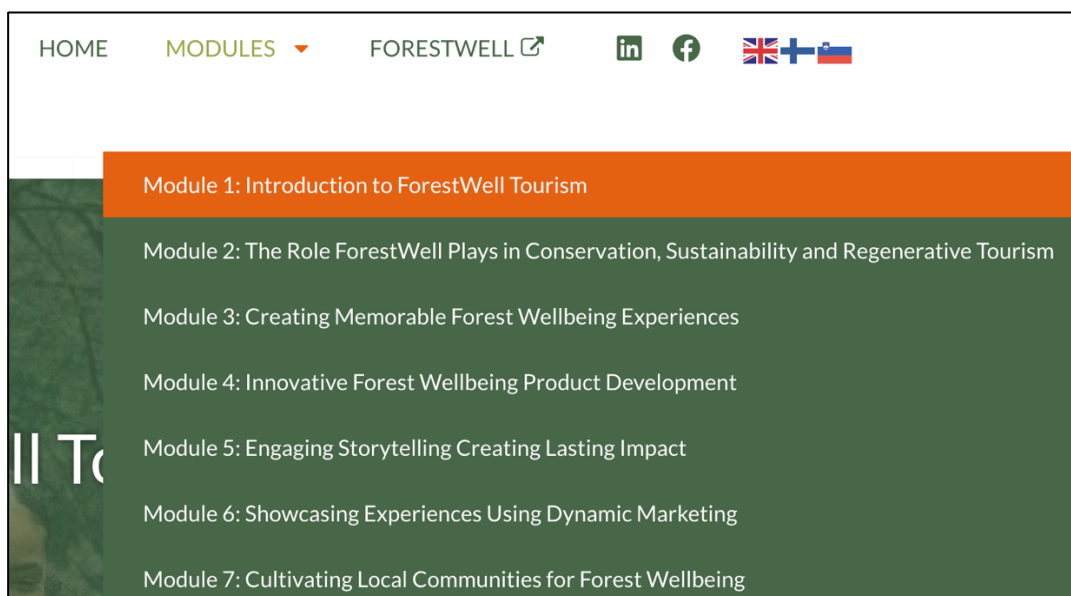 HOME MODULES FORESTWELL
Module 1: Introduction to ForestWell Tourism
Module 2: The Role ForestWell Plays in Conservation, Sustainability and Regenerative Tourism
Module 3: Creating Memorable Forest Wellbeing Experiences
Module 4: Innovative Forest Wellbeing Product Development
ll To
Module 5: Engaging Storytelling Creating Lasting Impact
Module 6: Showcasing Experiences Using Dynamic Marketing
Module 7: Cultivating Local Communities for Forest Wellbeing